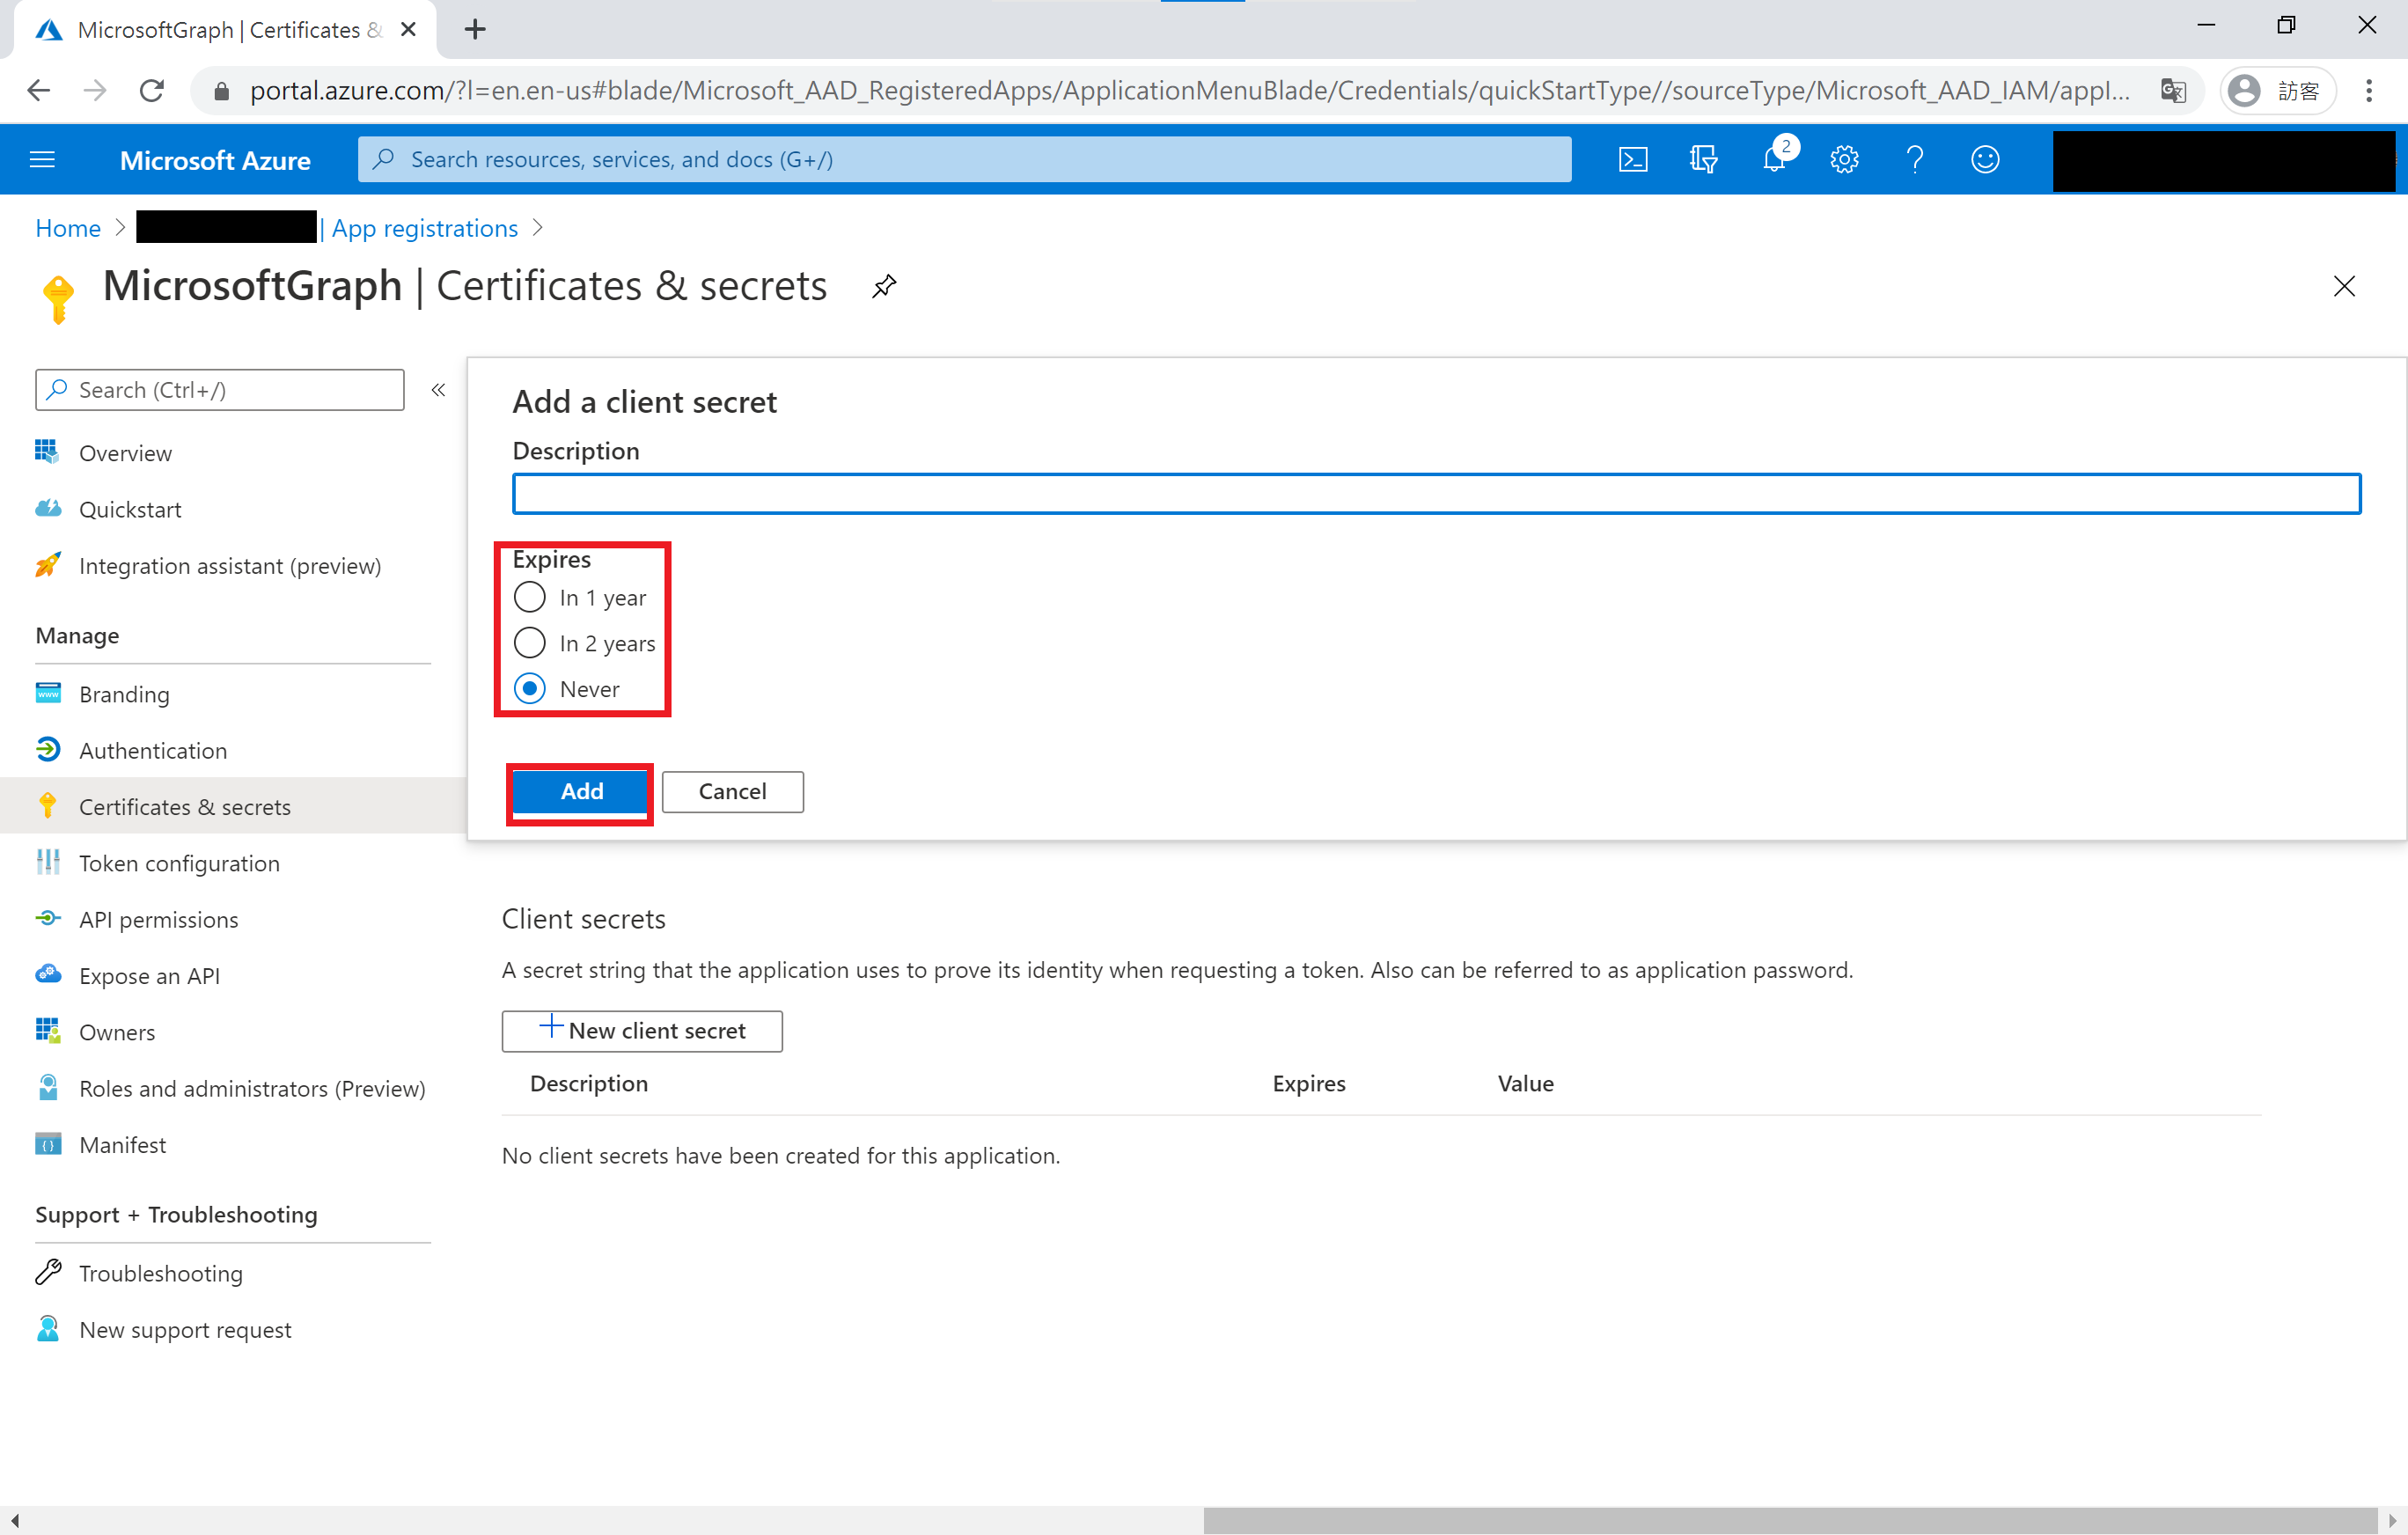 MicrosoftGraph | Certificates &
portal.azure.com/?l=en.en-us#blade/Microsoft_AAD_RegisteredApps/ApplicationMenuBlade/Credentials/quickStartType//sourceType/Microsoft_AAD_IAM/appI...
訪客
Microsoft Azure
Search resources, services, and docs (G+/)
2
Home > | App registrations >
MicrosoftGraph | Certificates & secrets
Search (Ctrl+/)
Overview
Quickstart
Integration assistant (preview)
Manage
Branding
Authentication
Certificates & secrets
Token configuration
API permissions
Expose an API
Owners
Roles and administrators (Preview)
Manifest
Support + Troubleshooting
Troubleshooting
New support request
Add a client secret
Description
Expires
In 1 year
In 2 years
Never
Add
Cancel
Client secrets
A secret string that the application uses to prove its identity when requesting a token. Also can be referred to as application password.
New client secret
Description Expires Value
No client secrets have been created for this application.